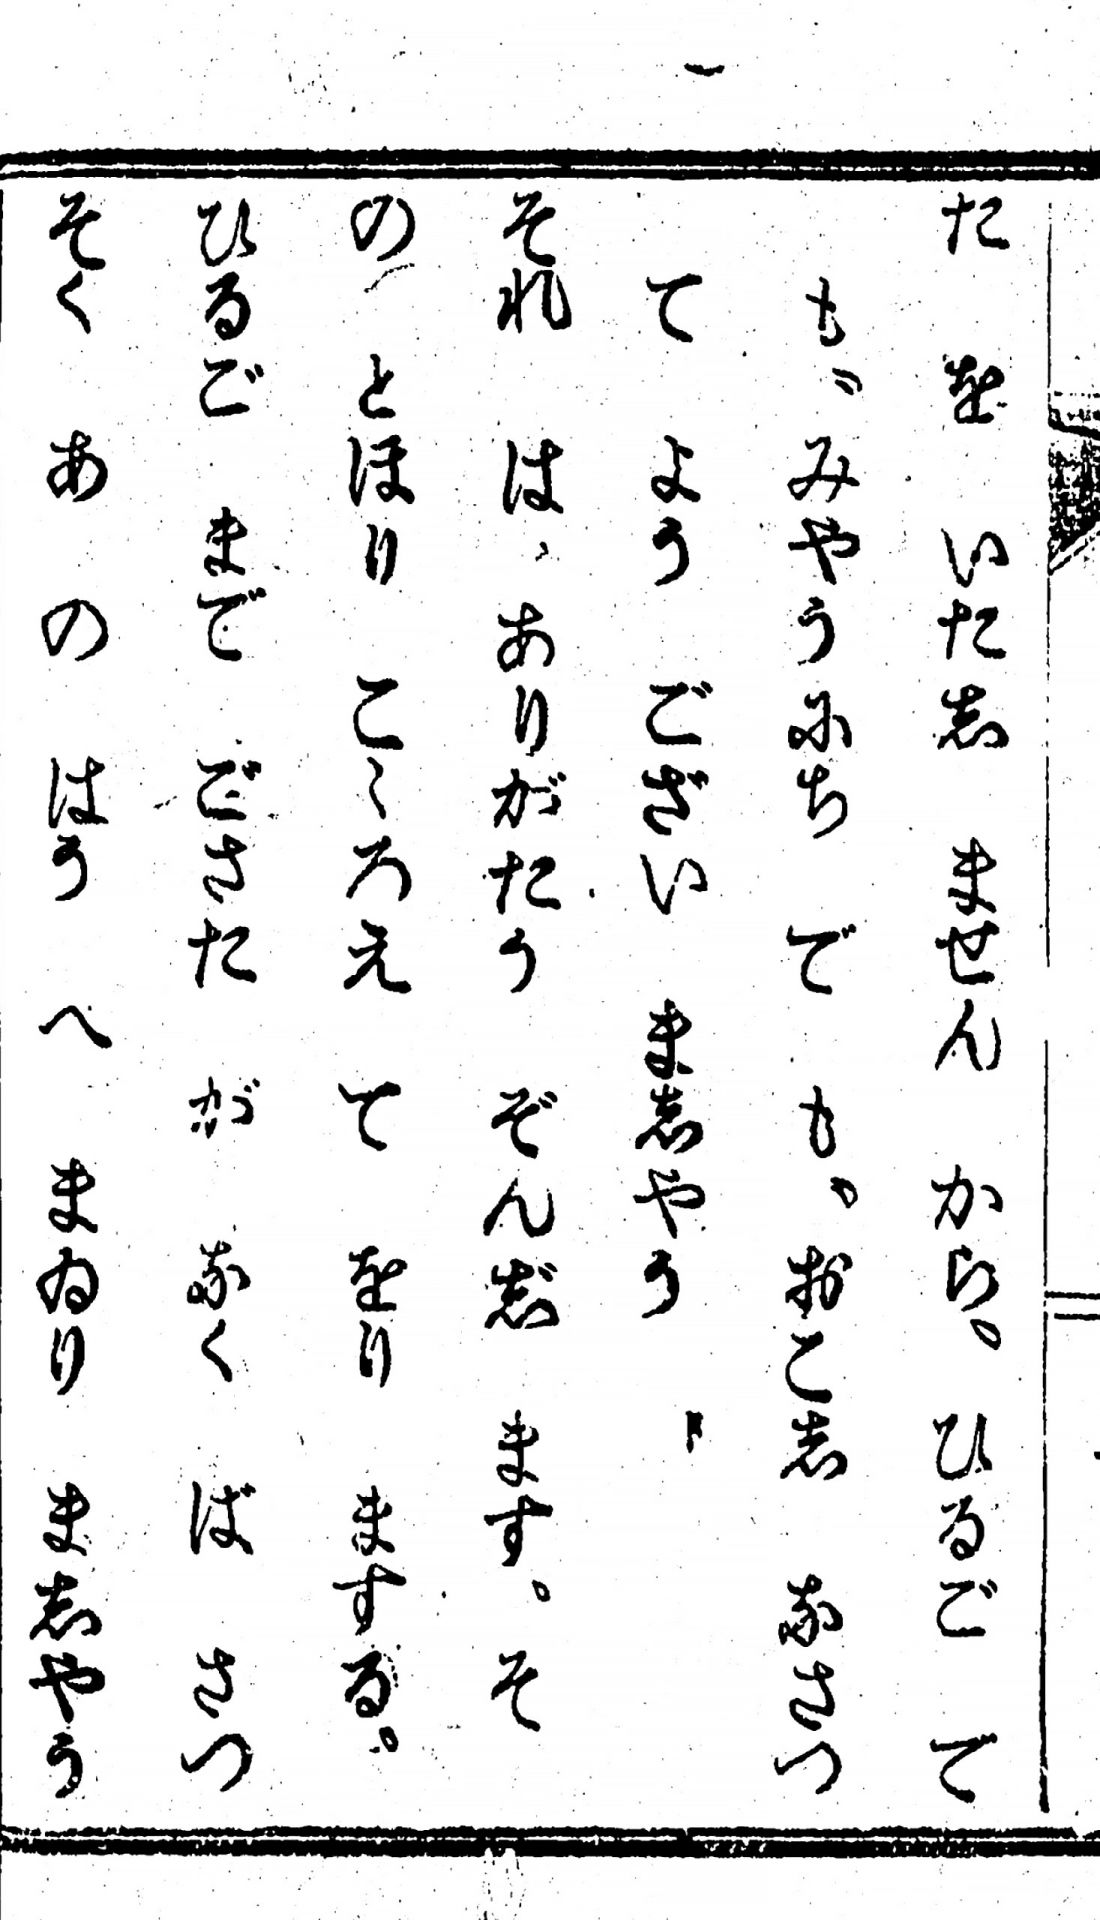 た を いたし ません から。ひるご で
も、みやうにち で も。おこし なさつ
て よう ござい ましやう
それ は、ありがたう ぞんじ ます。そ
の とほり こゝろえ て をり まする。
ひるご まで ごさた が なく ば さつ
そく あ の はう へ まゐり ましやう